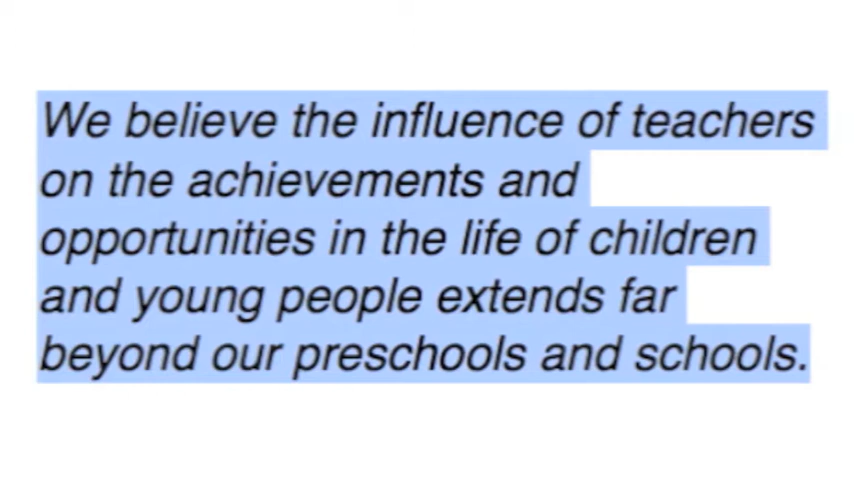 We believe the influence of teachers
on the achievements and
opportunities in the life of children
and young people extends far
beyond our preschools and schools.